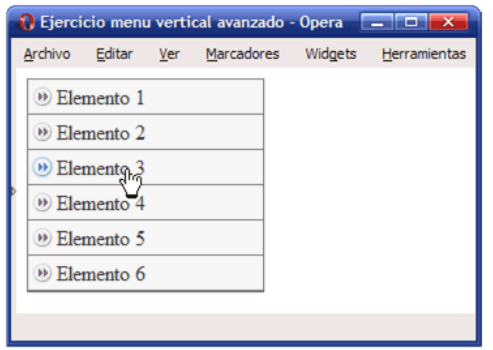 Ejercicio menu vertical avanzado - Opera
Archivo Editar Ver Marcadores Widgets Herramientas
Elemento 1
Elemento 2
Elemento 3
Elemento 4
Elemento 5
Elemento 6